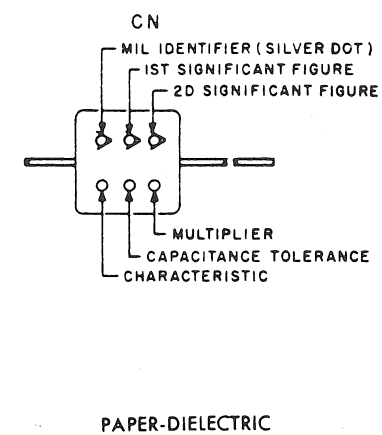 CN
MIL IDENTIFIER (SILVER DOT)
1ST SIGNIFICANT FIGURE
2D SIGNIFICANT FIGURE
MULTIPLIER
CAPACITANCE TOLERANCE
CHARACTERISTIC
PAPER-DIELECTRIC